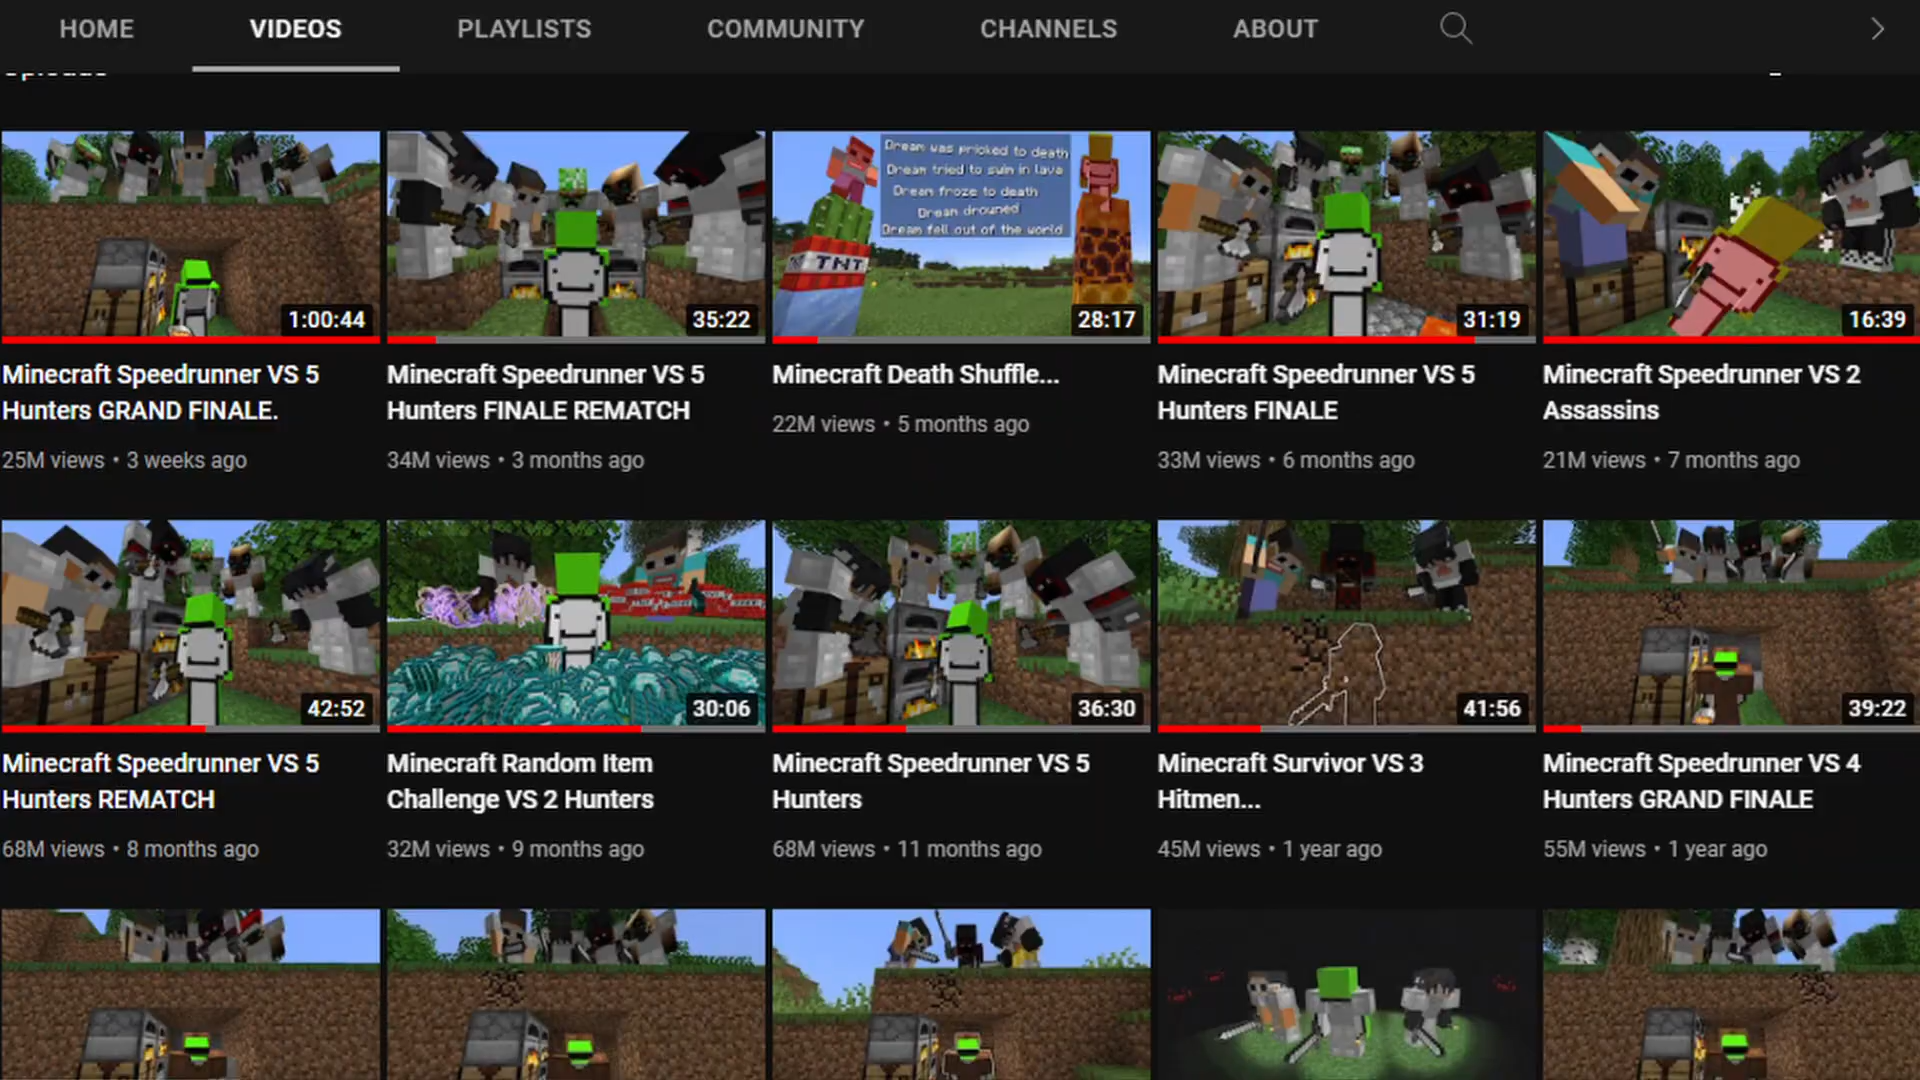 HOME VIDEOS PLAYLISTS COMMUNITY CHANNELS ABOUT
Uploads
Dream was pricked to death
Dream tried to swim in lava
Dream froze to death
Dream drowned
Dream fell out of the world
TNT
1:00:44 35:22 28:17 31:19 16:39
Minecraft Speedrunner VS 5
Hunters GRAND FINALE.
25M views • 3 weeks ago
Minecraft Speedrunner VS 5
Hunters FINALE REMATCH
34M views • 3 months ago
Minecraft Death Shuffle...
22M views • 5 months ago
Minecraft Speedrunner VS 5
Hunters FINALE
33M views • 6 months ago
Minecraft Speedrunner VS 2
Assassins
21M views • 7 months ago
42:52 30:06 36:30 41:56 39:22
Minecraft Speedrunner VS 5
Hunters REMATCH
68M views • 8 months ago
Minecraft Random Item
Challenge VS 2 Hunters
32M views • 9 months ago
Minecraft Speedrunner VS 5
Hunters
68M views • 11 months ago
Minecraft Survivor VS 3
Hitmen...
45M views • 1 year ago
Minecraft Speedrunner VS 4
Hunters GRAND FINALE
55M views • 1 year ago